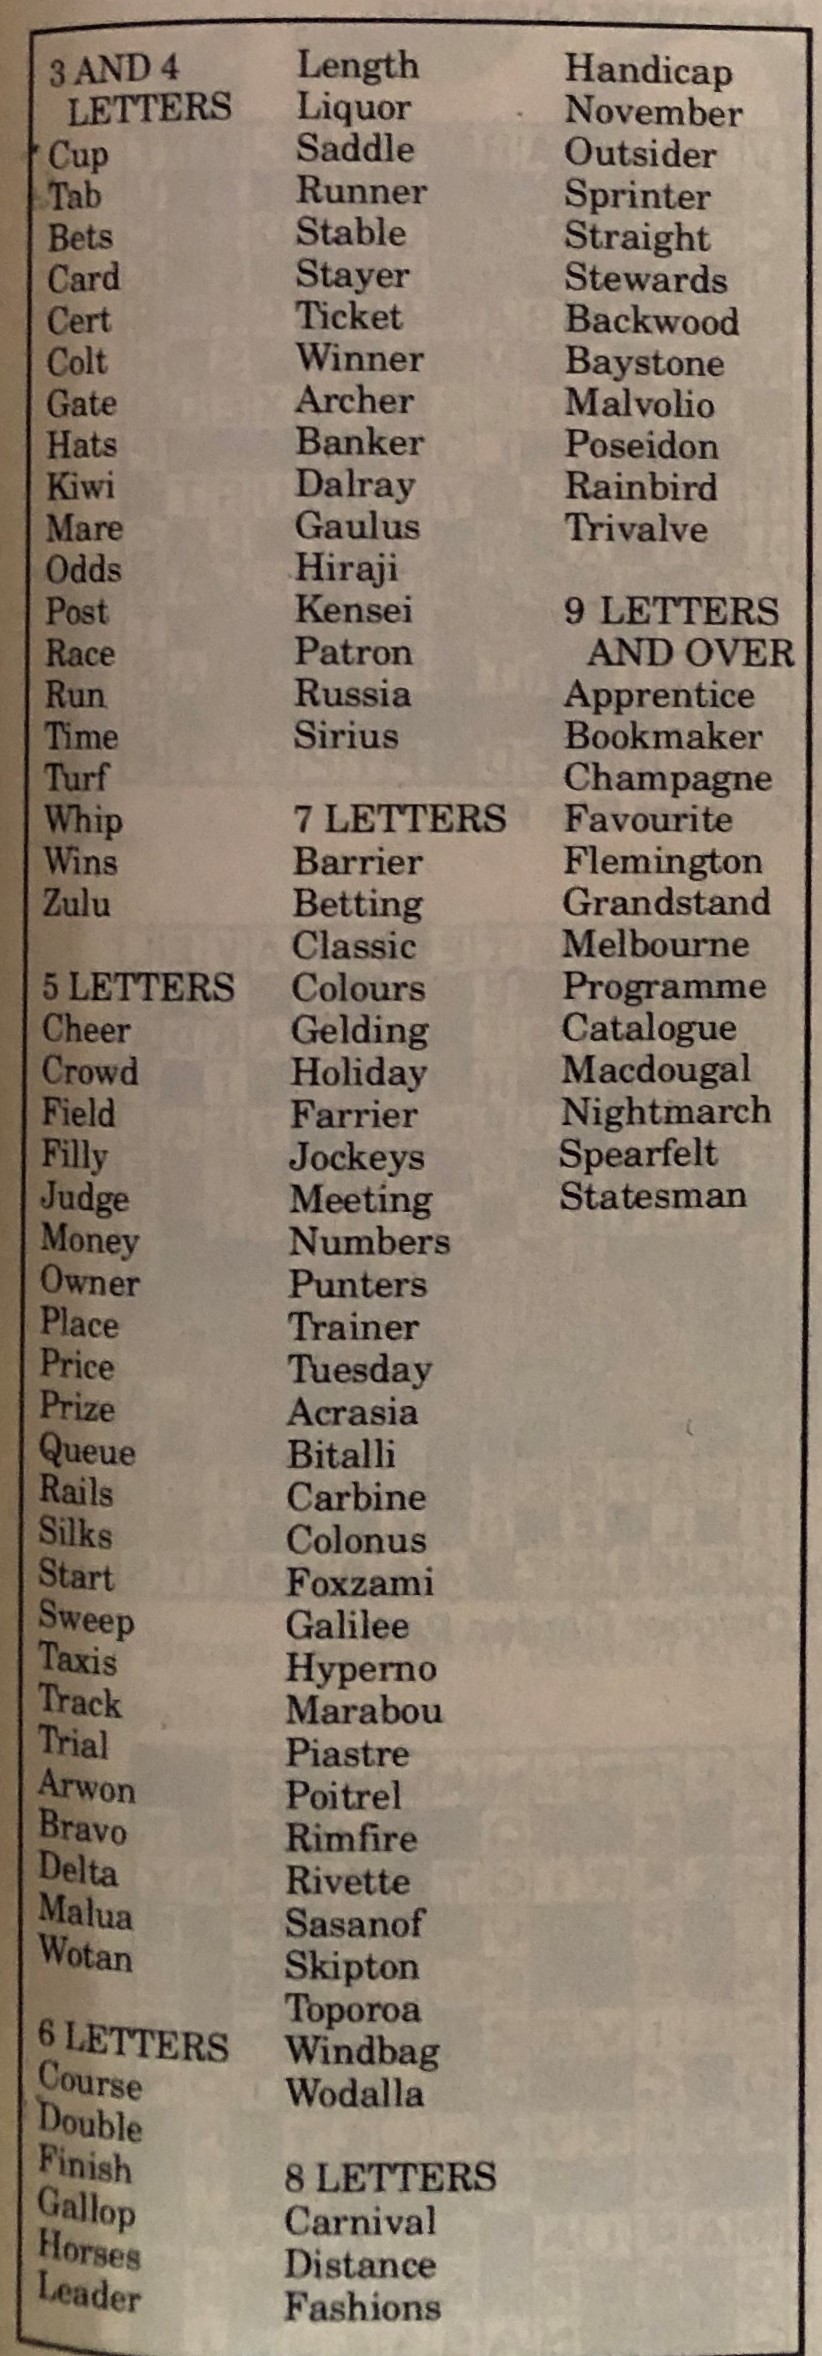 3 AND 4
LETTERS
Cup
Tab
Bets
Card
Cert
Colt
Gate
Hats
Kiwi
Mare
Odds
Post
Race
Run
Time
Turf
Whip
Wins
Zulu
5 LETTERS
Cheer
Crowd
Field
Filly
Judge
Money
Owner
Place
Price
Prize
Queue
Rails
Silks
Start
Sweep
Taxis
Track
Trial
Arwon
Bravo
Delta
Malua
Wotan
6 LETTERS
Course
Double
Finish
Gallop
Horses
Leader
Length
Liquor
Saddle
Runner
Stable
Stayer
Ticket
Winner
Archer
Banker
Dalray
Gaulus
Hiraji
Kensei
Patron
Russia
Sirius
7 LETTERS
Barrier
Betting
Classic
Colours
Gelding
Holiday
Farrier
Jockeys
Meeting
Numbers
Punters
Trainer
Tuesday
Acrasia
Bitalli
Carbine
Colonus
Foxzami
Galilee
Hyperno
Marabou
Piastre
Poitrel
Rimfire
Rivette
Sasanof
Skipton
Toporoa
Windbag
Wodalla
8 LETTERS
Carnival
Distance
Fashions
Handicap
November
Outsider
Sprinter
Straight
Stewards
Backwood
Baystone
Malvolio
Poseidon
Rainbird
Trivalve
9 LETTERS
AND OVER
Apprentice
Bookmaker
Champagne
Favourite
Flemington
Grandstand
Melbourne
Programme
Catalogue
Macdougal
Nightmarch
Spearfelt
Statesman